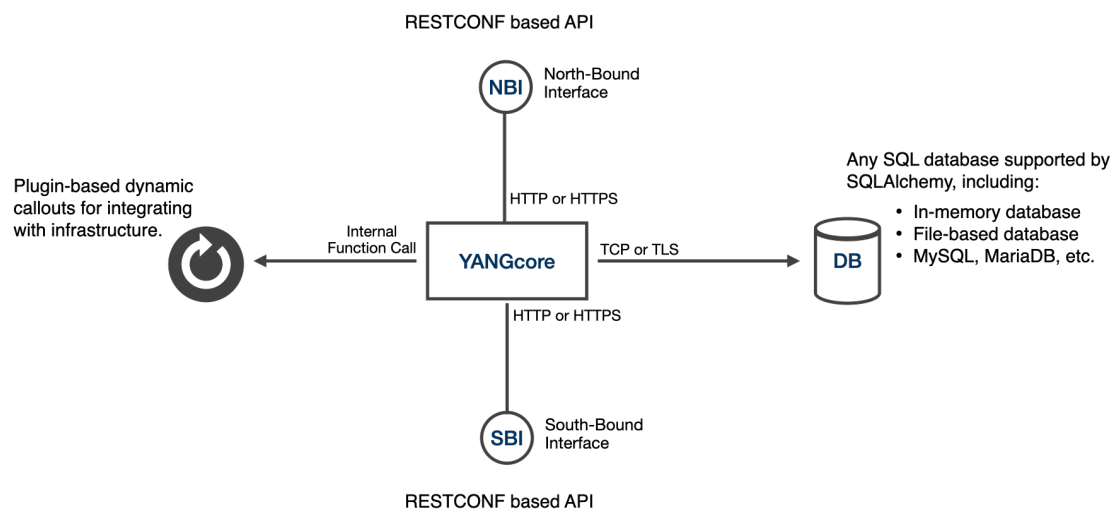 RESTCONF based API
NBI
North-Bound
Interface
HTTP or HTTPS
Plugin-based dynamic
callouts for integrating
with infrastructure.
Internal
Function Call
YANGcore
TCP or TLS
DB
Any SQL database supported by
SQLAlchemy, including:
• In-memory database
• File-based database
• MySQL, MariaDB, etc.
HTTP or HTTPS
SBI
South-Bound
Interface
RESTCONF based API